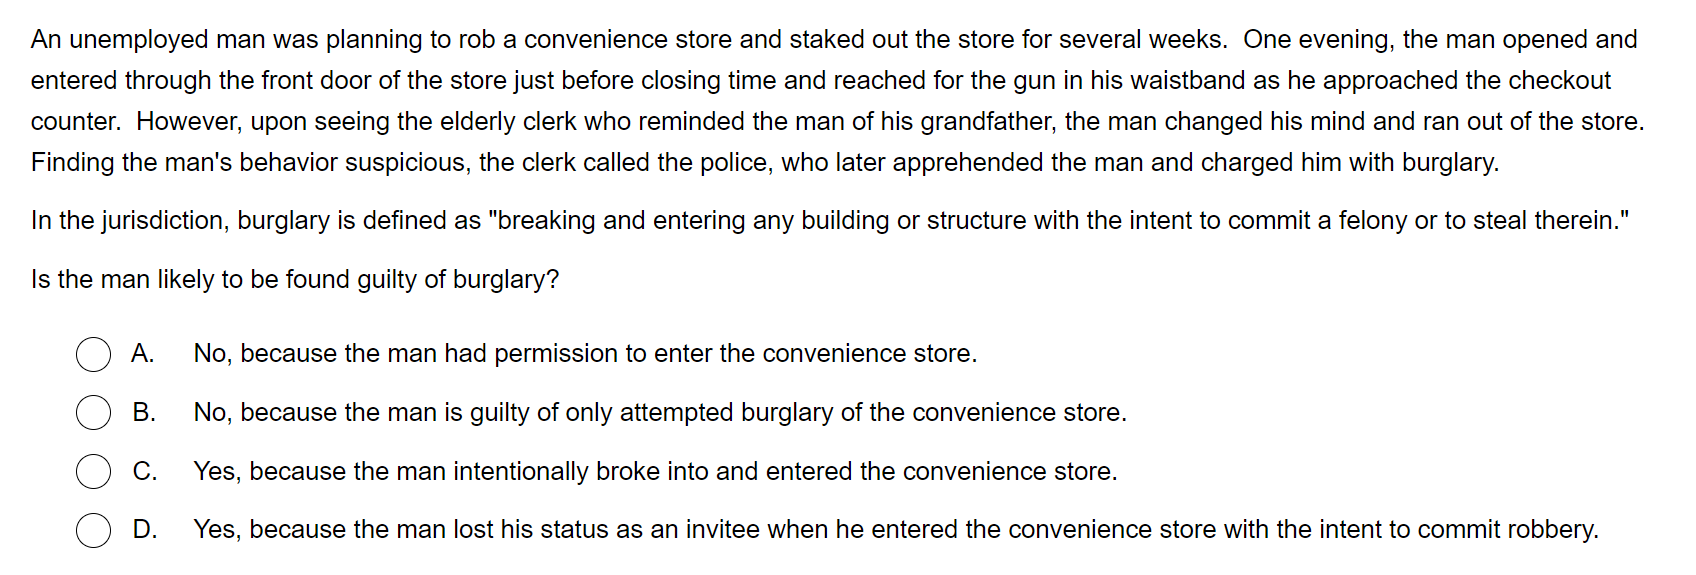 An unemployed man was planning to rob a convenience store and staked out the store for several weeks.  One evening, the man opened and
entered through the front door of the store just before closing time and reached for the gun in his waistband as he approached the checkout
counter.  However, upon seeing the elderly clerk who reminded the man of his grandfather, the man changed his mind and ran out of the store.
Finding the man's behavior suspicious, the clerk called the police, who later apprehended the man and charged him with burglary.
In the jurisdiction, burglary is defined as "breaking and entering any building or structure with the intent to commit a felony or to steal therein."
Is the man likely to be found guilty of burglary?
A. No, because the man had permission to enter the convenience store.
B. No, because the man is guilty of only attempted burglary of the convenience store.
C. Yes, because the man intentionally broke into and entered the convenience store.
D. Yes, because the man lost his status as an invitee when he entered the convenience store with the intent to commit robbery.